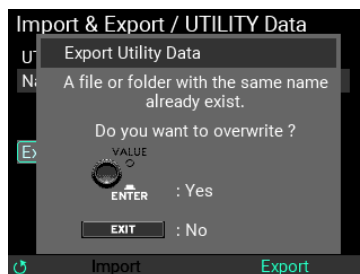 Import & Export / UTILITY Data
Export Utility Data
A file or folder with the same name
already exist.
Do you want to overwrite ?
VALUE
ENTER : Yes
EXIT : No
Import Export